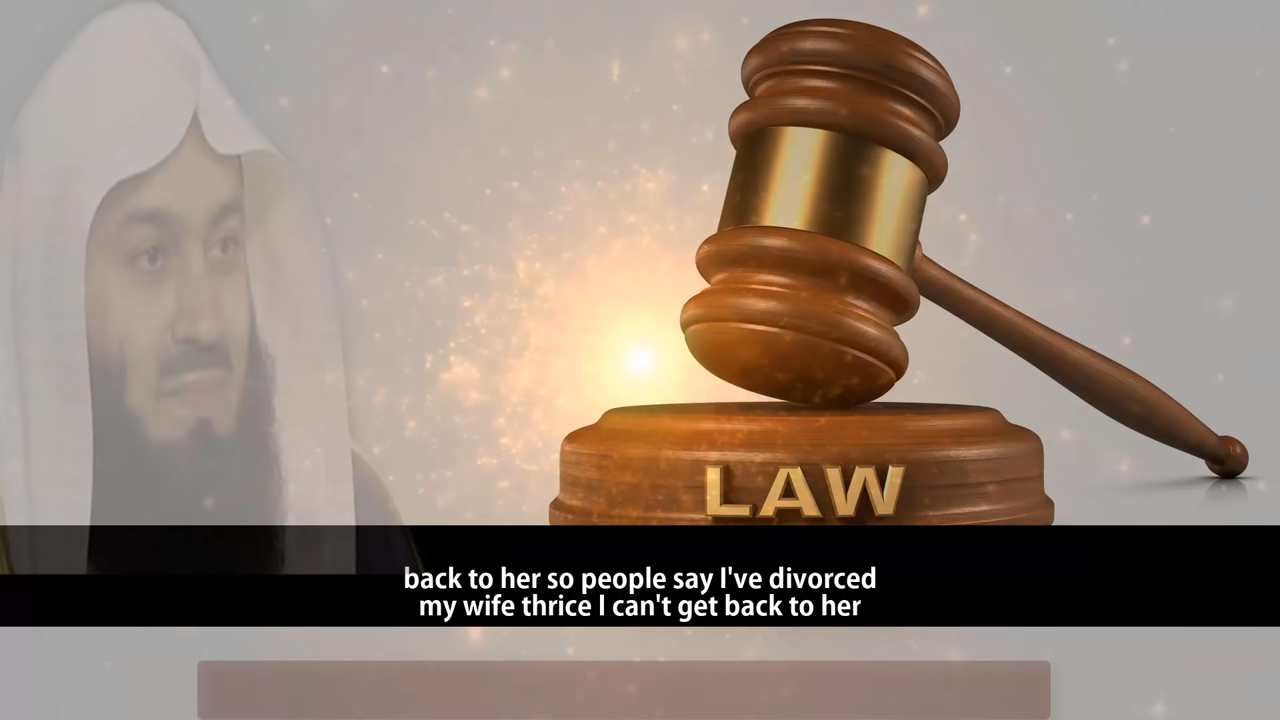 LAW
back to her so people say I've divorced
my wife thrice I can't get back to her